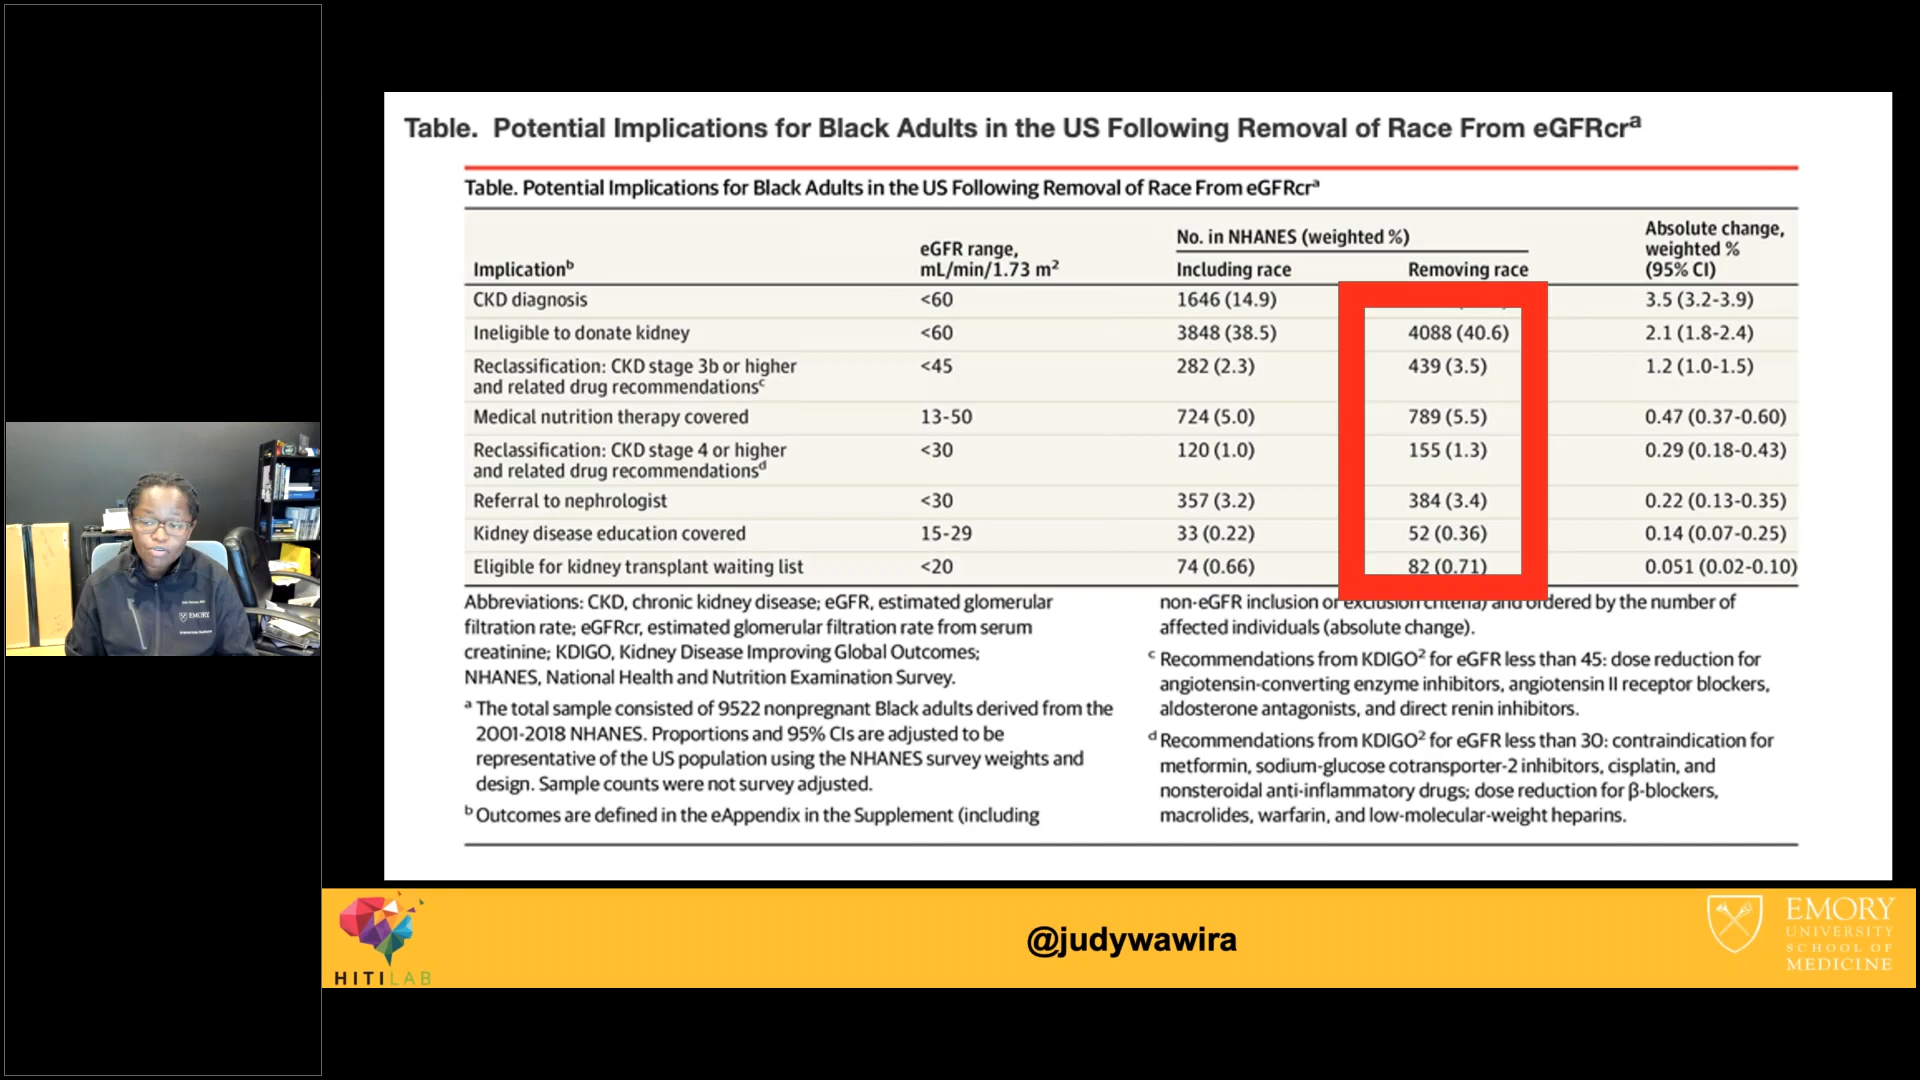 Table. Potential Implications for Black Adults in the US Following Removal of Race From eGFRcrª
Table. Potential Implications for Black Adults in the US Following Removal of Race From eGFRcrª
Implicationᵇ
eGFR range,
mL/min/1.73 m²
No. in NHANES (weighted %)
Including race
Removing race
Absolute change,
weighted %
(95% CI)
CKD diagnosis <60 1646 (14.9) 3.5 (3.2-3.9)
Ineligible to donate kidney <60 3848 (38.5) 4088 (40.6) 2.1 (1.8-2.4)
Reclassification: CKD stage 3b or higher <45 282 (2.3) 439 (3.5) 1.2 (1.0-1.5)
and related drug recommendationsᶜ
Medical nutrition therapy covered 13-50 724 (5.0) 789 (5.5) 0.47 (0.37-0.60)
Reclassification: CKD stage 4 or higher <30 120 (1.0) 155 (1.3) 0.29 (0.18-0.43)
and related drug recommendationsᵈ
Referral to nephrologist <30 357 (3.2) 384 (3.4) 0.22 (0.13-0.35)
Kidney disease education covered 15-29 33 (0.22) 52 (0.36) 0.14 (0.07-0.25)
Eligible for kidney transplant waiting list <20 74 (0.66) 82 (0.71) 0.051 (0.02-0.10)
Abbreviations: CKD, chronic kidney disease; eGFR, estimated glomerular
filtration rate; eGFRcr, estimated glomerular filtration rate from serum
creatinine; KDIGO, Kidney Disease Improving Global Outcomes;
NHANES, National Health and Nutrition Examination Survey.
ª The total sample consisted of 9522 nonpregnant Black adults derived from the
2001-2018 NHANES. Proportions and 95% CIs are adjusted to be
representative of the US population using the NHANES survey weights and
design. Sample counts were not survey adjusted.
ᵇ Outcomes are defined in the eAppendix in the Supplement (including
non-eGFR inclusion or exclusion criteria) and ordered by the number of
affected individuals (absolute change).
ᶜ Recommendations from KDIGO² for eGFR less than 45: dose reduction for
angiotensin-converting enzyme inhibitors, angiotensin II receptor blockers,
aldosterone antagonists, and direct renin inhibitors.
ᵈ Recommendations from KDIGO² for eGFR less than 30: contraindication for
metformin, sodium-glucose cotransporter-2 inhibitors, cisplatin, and
nonsteroidal anti-inflammatory drugs; dose reduction for β-blockers,
macrolides, warfarin, and low-molecular-weight heparins.
EMORY
HITILAB
@judywawira
EMORY
UNIVERSITY
SCHOOL OF
MEDICINE